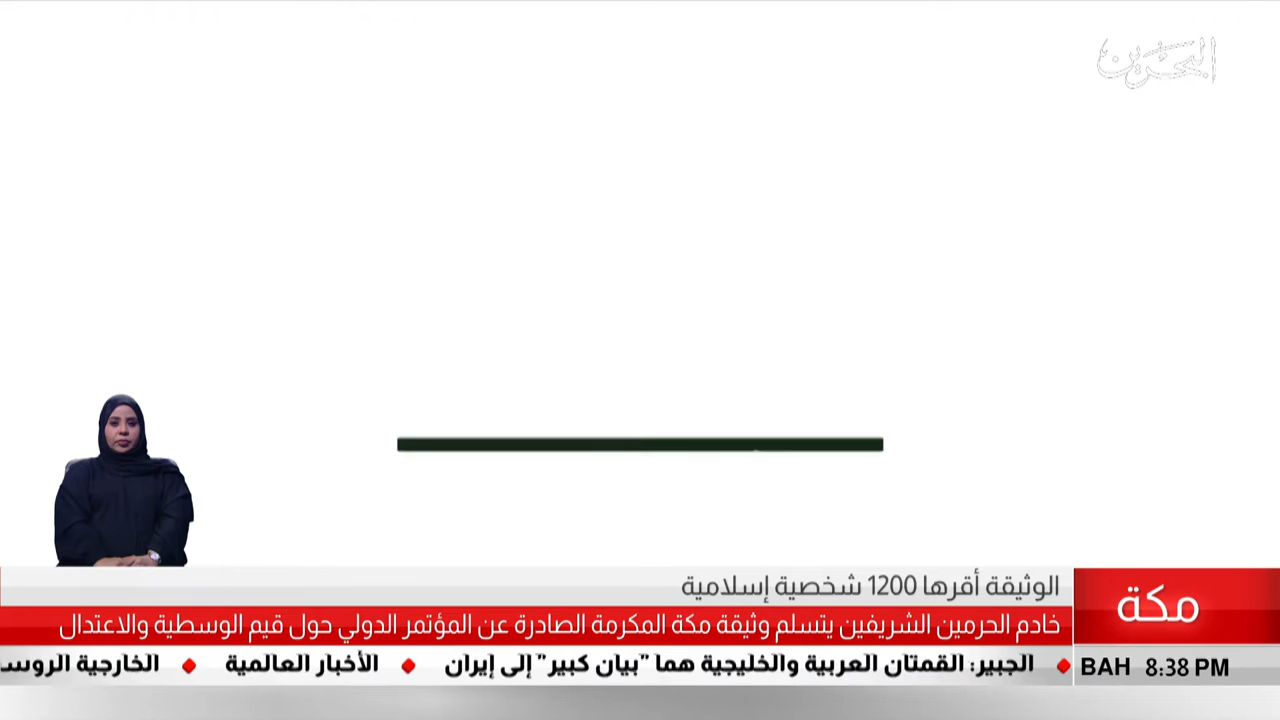 البحرين
الوثيقة أقرها 1200 شخصية إسلامية
مكة
خادم الحرمين الشريفين يتسلم وثيقة مكة المكرمة الصادرة عن المؤتمر الدولي حول قيم الوسطية والاعتدال
BAH 8:38 PM
الجبير: القمتان العربية والخليجية هما "بيان كبير" إلى إيران ♦ الأخبار العالمية ♦ الخارجية